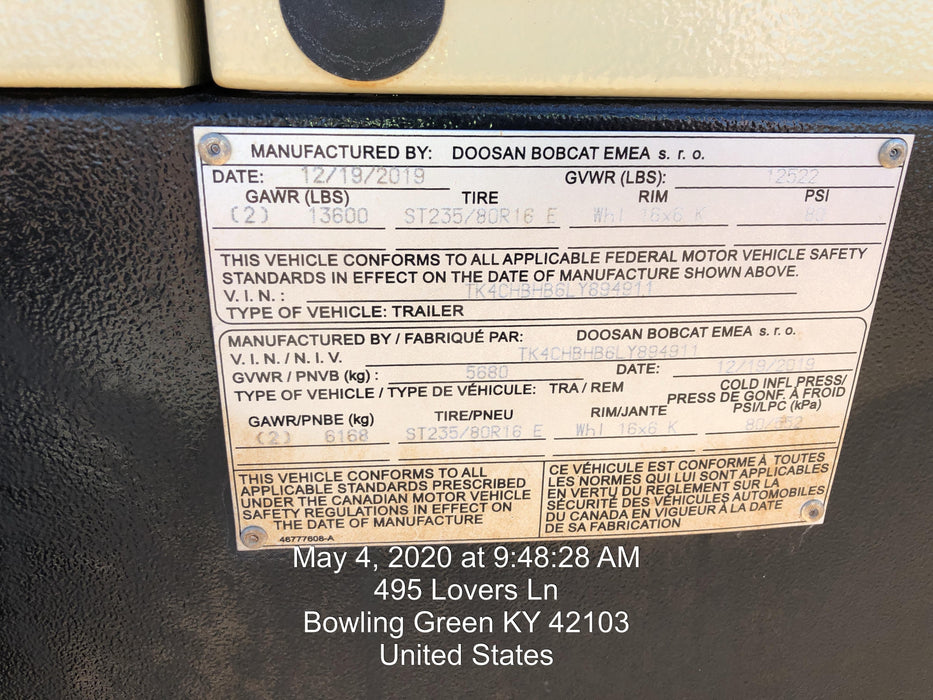 MANUFACTURED BY: DOOSAN BOBCAT EMEA s. r. o.
DATE: 12/19/2019 GVWR (LBS): 12522
GAWR (LBS) TIRE RIM PSI
(2) 13600 ST235/80R16 E Whl 16x6 K 80
THIS VEHICLE CONFORMS TO ALL APPLICABLE FEDERAL MOTOR VEHICLE SAFETY
STANDARDS IN EFFECT ON THE DATE OF MANUFACTURE SHOWN ABOVE.
V. I. N. : TK4CHBHB6LY894911
TYPE OF VEHICLE: TRAILER
MANUFACTURED BY / FABRIQUÉ PAR: DOOSAN BOBCAT EMEA s. r. o.
V. I. N. / N. I. V. TK4CHBHB6LY894911
GVWR / PNVB (kg) : 5680 DATE: 12/19/2019
TYPE OF VEHICLE / TYPE DE VÉHICULE: TRA / REM
COLD INFL PRESS/
PRESS DE GONF. À FROID
GAWR/PNBE (kg) TIRE/PNEU RIM/JANTE PSI/LPC (kPa)
(2) 6168 ST235/80R16 E Whl 16x6 K 80/552
THIS VEHICLE CONFORMS TO ALL
APPLICABLE STANDARDS PRESCRIBED
UNDER THE CANADIAN MOTOR VEHICLE
SAFETY REGULATIONS IN EFFECT ON
THE DATE OF MANUFACTURE
46777608-A
CE VÉHICULE EST CONFORME À TOUTES
LES NORMES QUI LUI SONT APPLICABLES
EN VERTU DU REGLEMENT SUR LA
SÉCURITÉ DES VÉHICULES AUTOMOBILES
DU CANADA EN VIGUEUR À LA DATE
DE SA FABRICATION
May 4, 2020 at 9:48:28 AM
495 Lovers Ln
Bowling Green KY 42103
United States